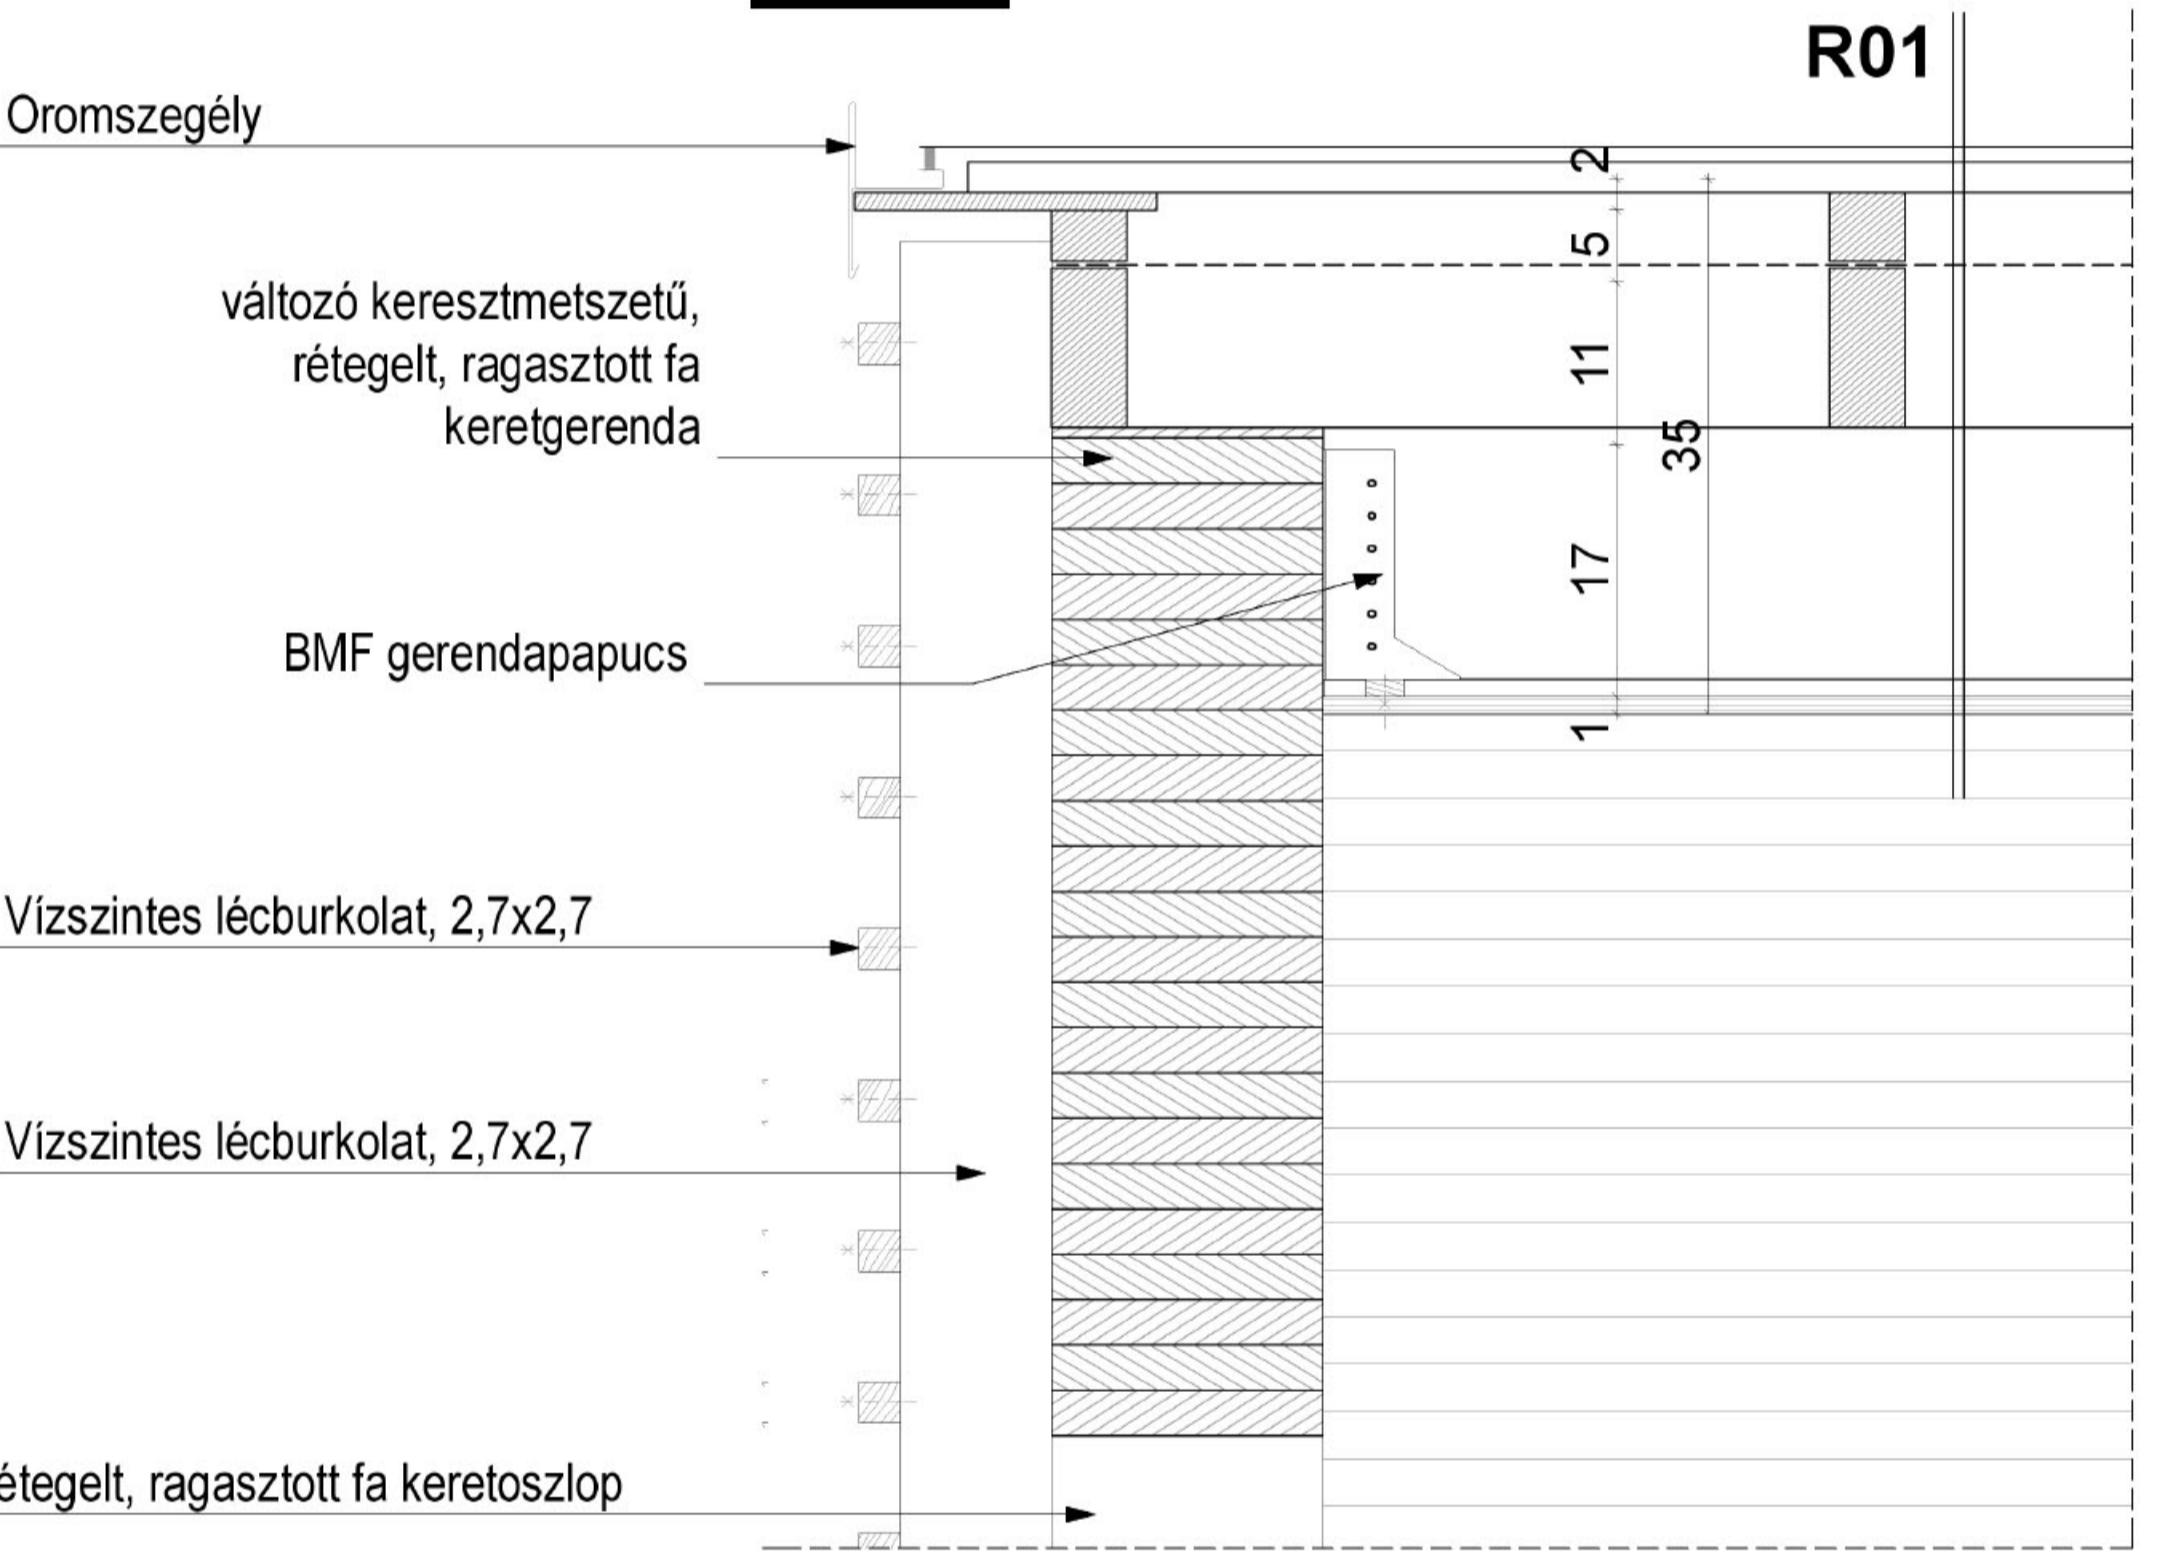 R01
Oromszegély
változó keresztmetszetű,
rétegelt, ragasztott fa
keretgerenda
BMF gerendapapucs
Vízszintes lécburkolat, 2,7x2,7
Vízszintes lécburkolat, 2,7x2,7
étegelt, ragasztott fa keretoszlop
2
5
11
35
17
1